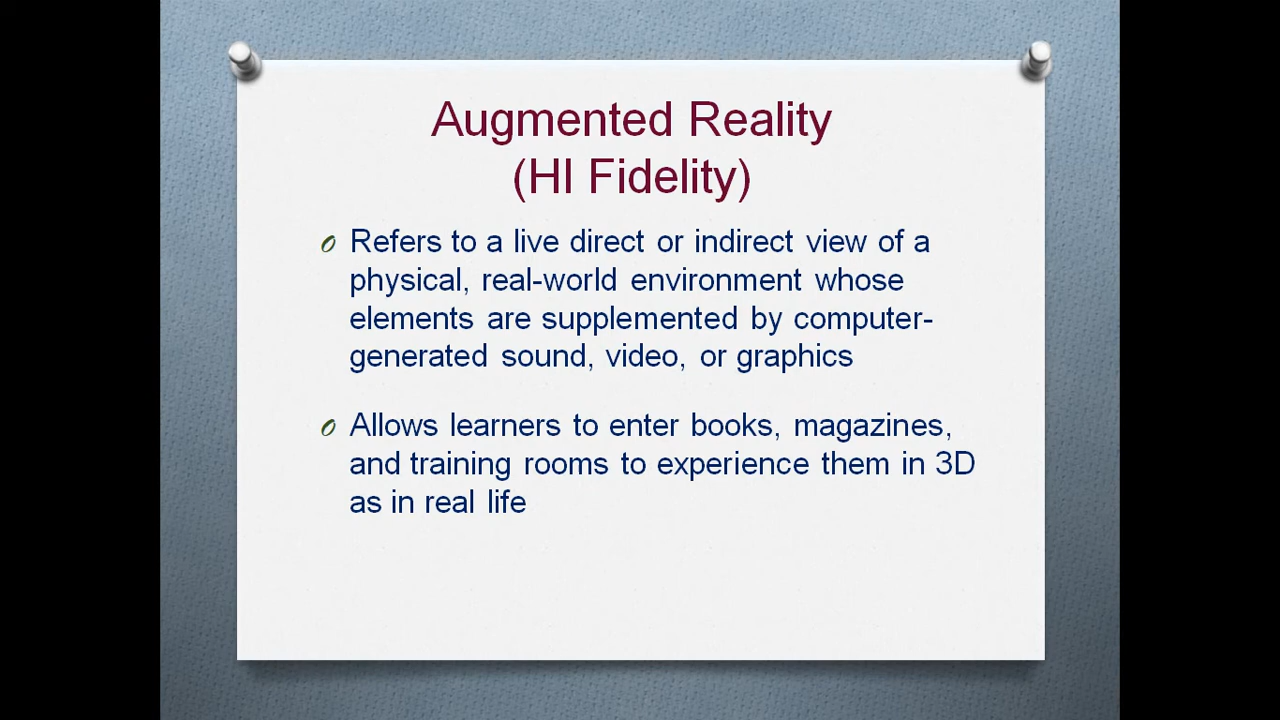 Augmented Reality
(HI Fidelity)
Refers to a live direct or indirect view of a
physical, real-world environment whose
elements are supplemented by computer-
generated sound, video, or graphics
Allows learners to enter books, magazines,
and training rooms to experience them in 3D
as in real life